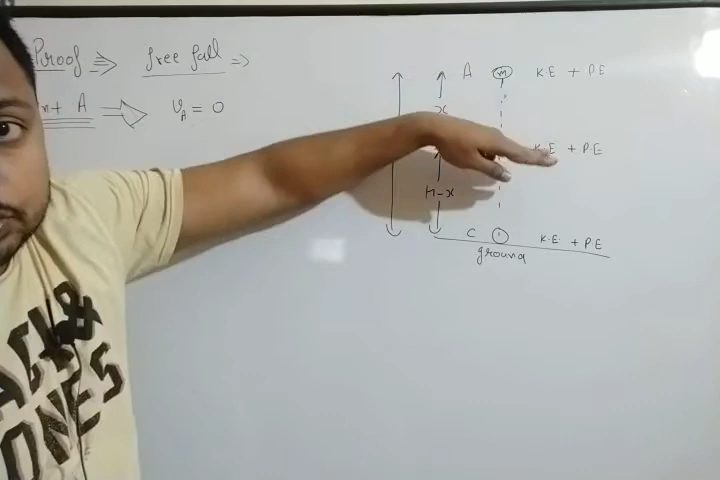 Proof => free fall =>
A => V_A = 0
A m K.E + P.E
x
K.E + P.E
H-x
C K.E. + P.E
ground